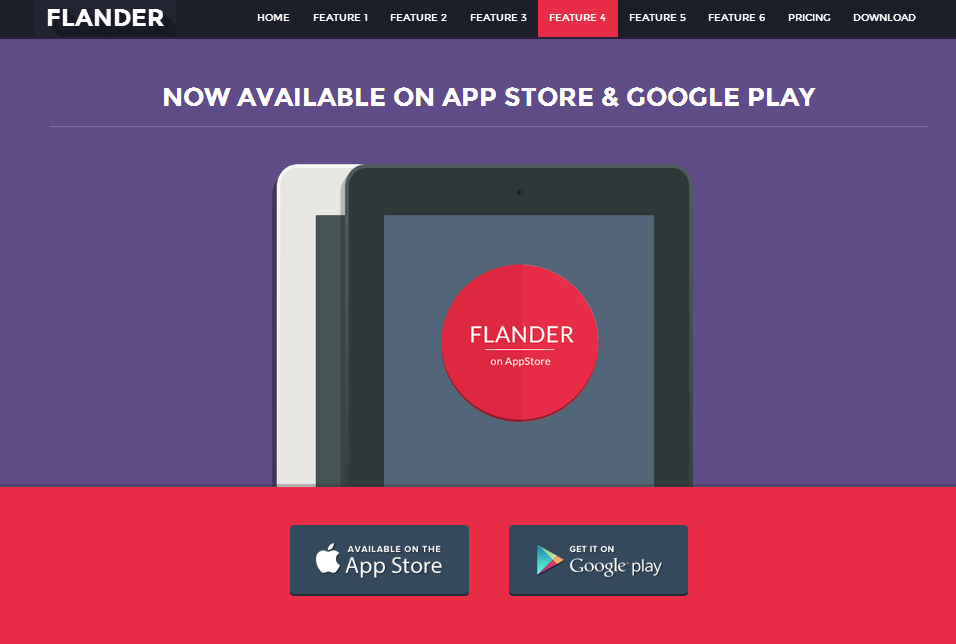 FLANDER
HOME FEATURE 1 FEATURE 2 FEATURE 3 FEATURE 4 FEATURE 5 FEATURE 6 PRICING DOWNLOAD
NOW AVAILABLE ON APP STORE & GOOGLE PLAY
FLANDER
on AppStore
AVAILABLE ON THE
App Store
GET IT ON
Google play